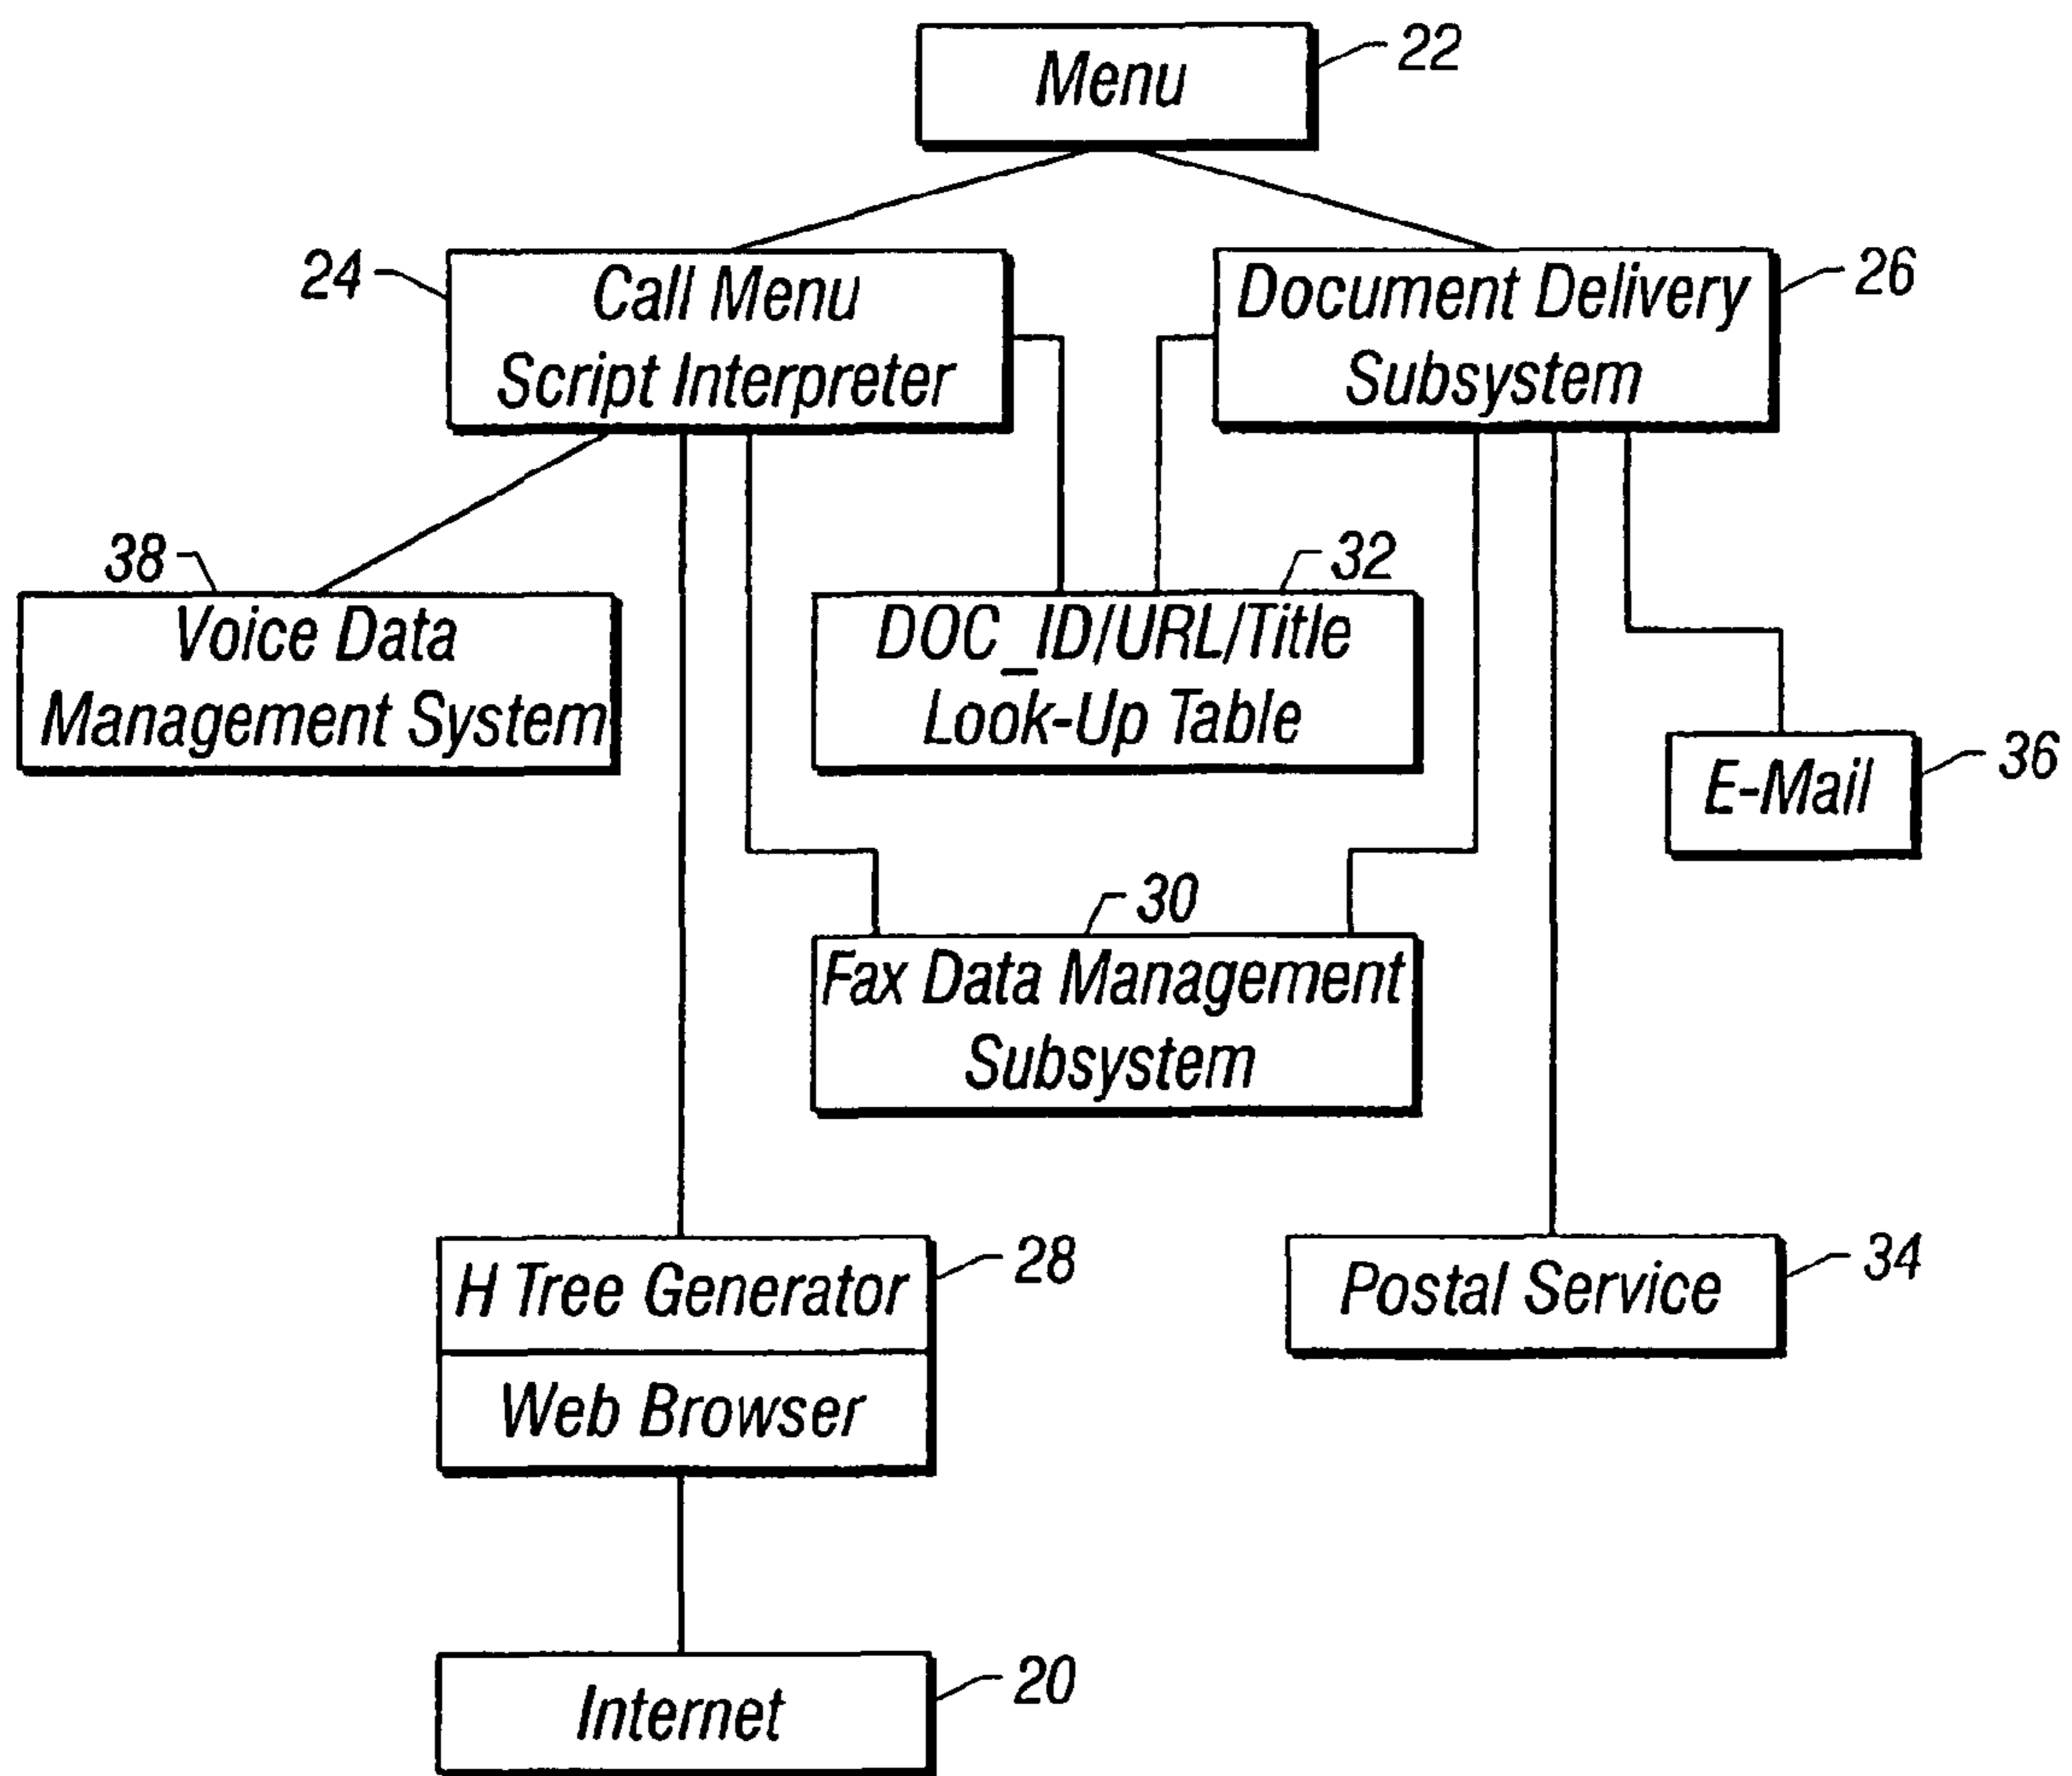 Menu
22
24
Call Menu
Script Interpreter
Document Delivery
Subsystem
26
38
Voice Data
Management System
32
DOC_ID/URL/Title
Look-Up Table
E-Mail
36
30
Fax Data Management
Subsystem
H Tree Generator
28
Web Browser
Postal Service
34
Internet
20